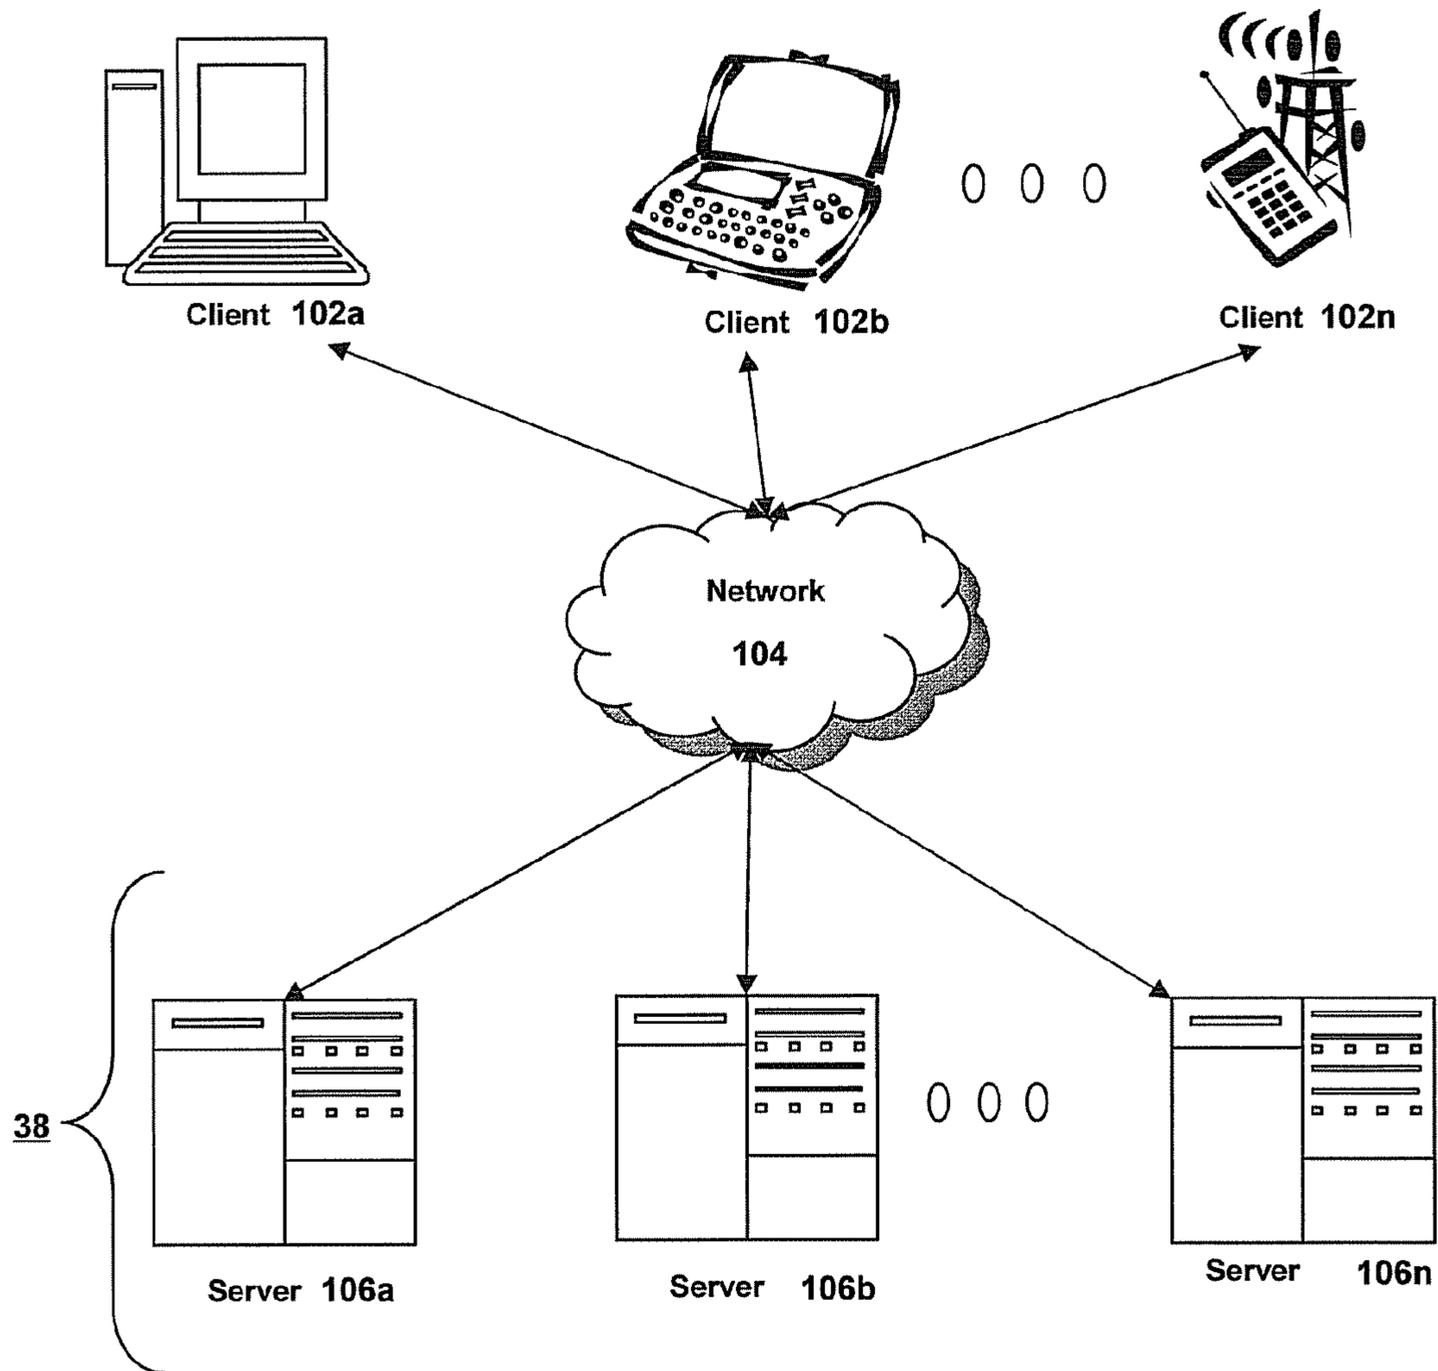 Client 102a
Client 102b
Client 102n
Network
104
38
Server 106a
Server 106b
Server 106n